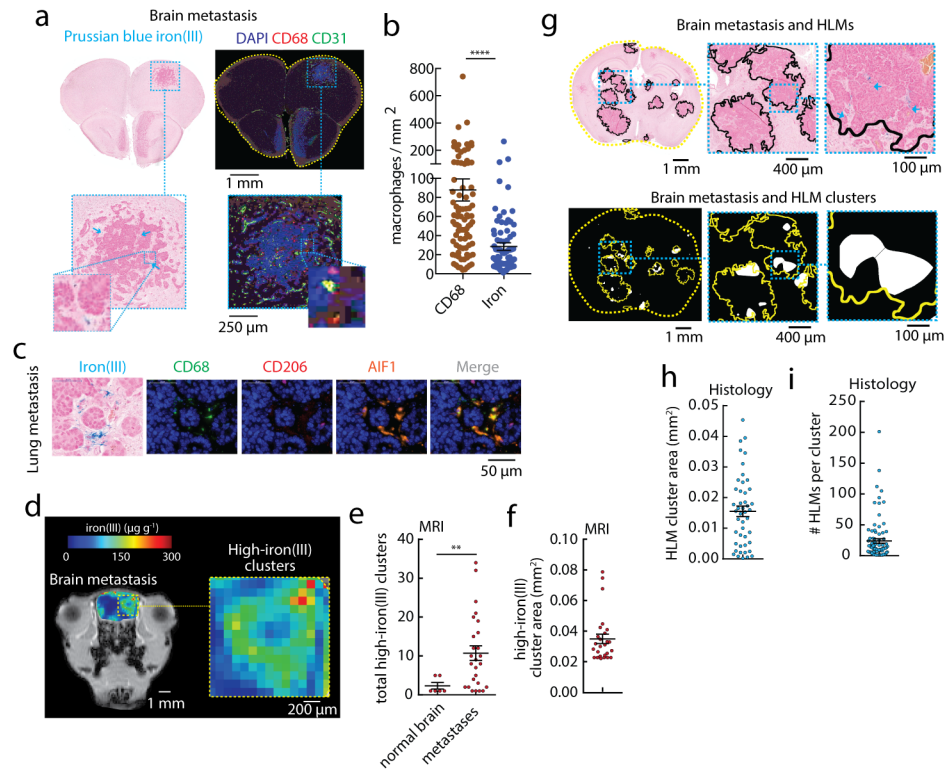 a
Brain metastasis
Prussian blue iron(III)
DAPI CD68 CD31
1 mm
250 µm
b
****
macrophages / mm²
800
600
400
200
100
80
60
40
20
0
CD68
Iron
c
Lung metastasis
Iron(III)
CD68
CD206
AIF1
Merge
50 µm
d
iron(III) (µg g⁻¹)
0 150 300
Brain metastasis
High-iron(III)
clusters
1 mm
200 µm
e
MRI
**
total high-iron(III) clusters
40
30
20
10
0
normal brain
metastases
f
MRI
high-iron(III)
cluster area (mm²)
0.10
0.08
0.06
0.04
0.02
0.00
g
Brain metastasis and HLMs
1 mm
400 µm
100 µm
Brain metastasis and HLM clusters
1 mm
400 µm
100 µm
h
Histology
HLM cluster area (mm²)
0.05
0.04
0.03
0.02
0.01
0.00
i
Histology
# HLMs per cluster
250
200
150
100
50
0